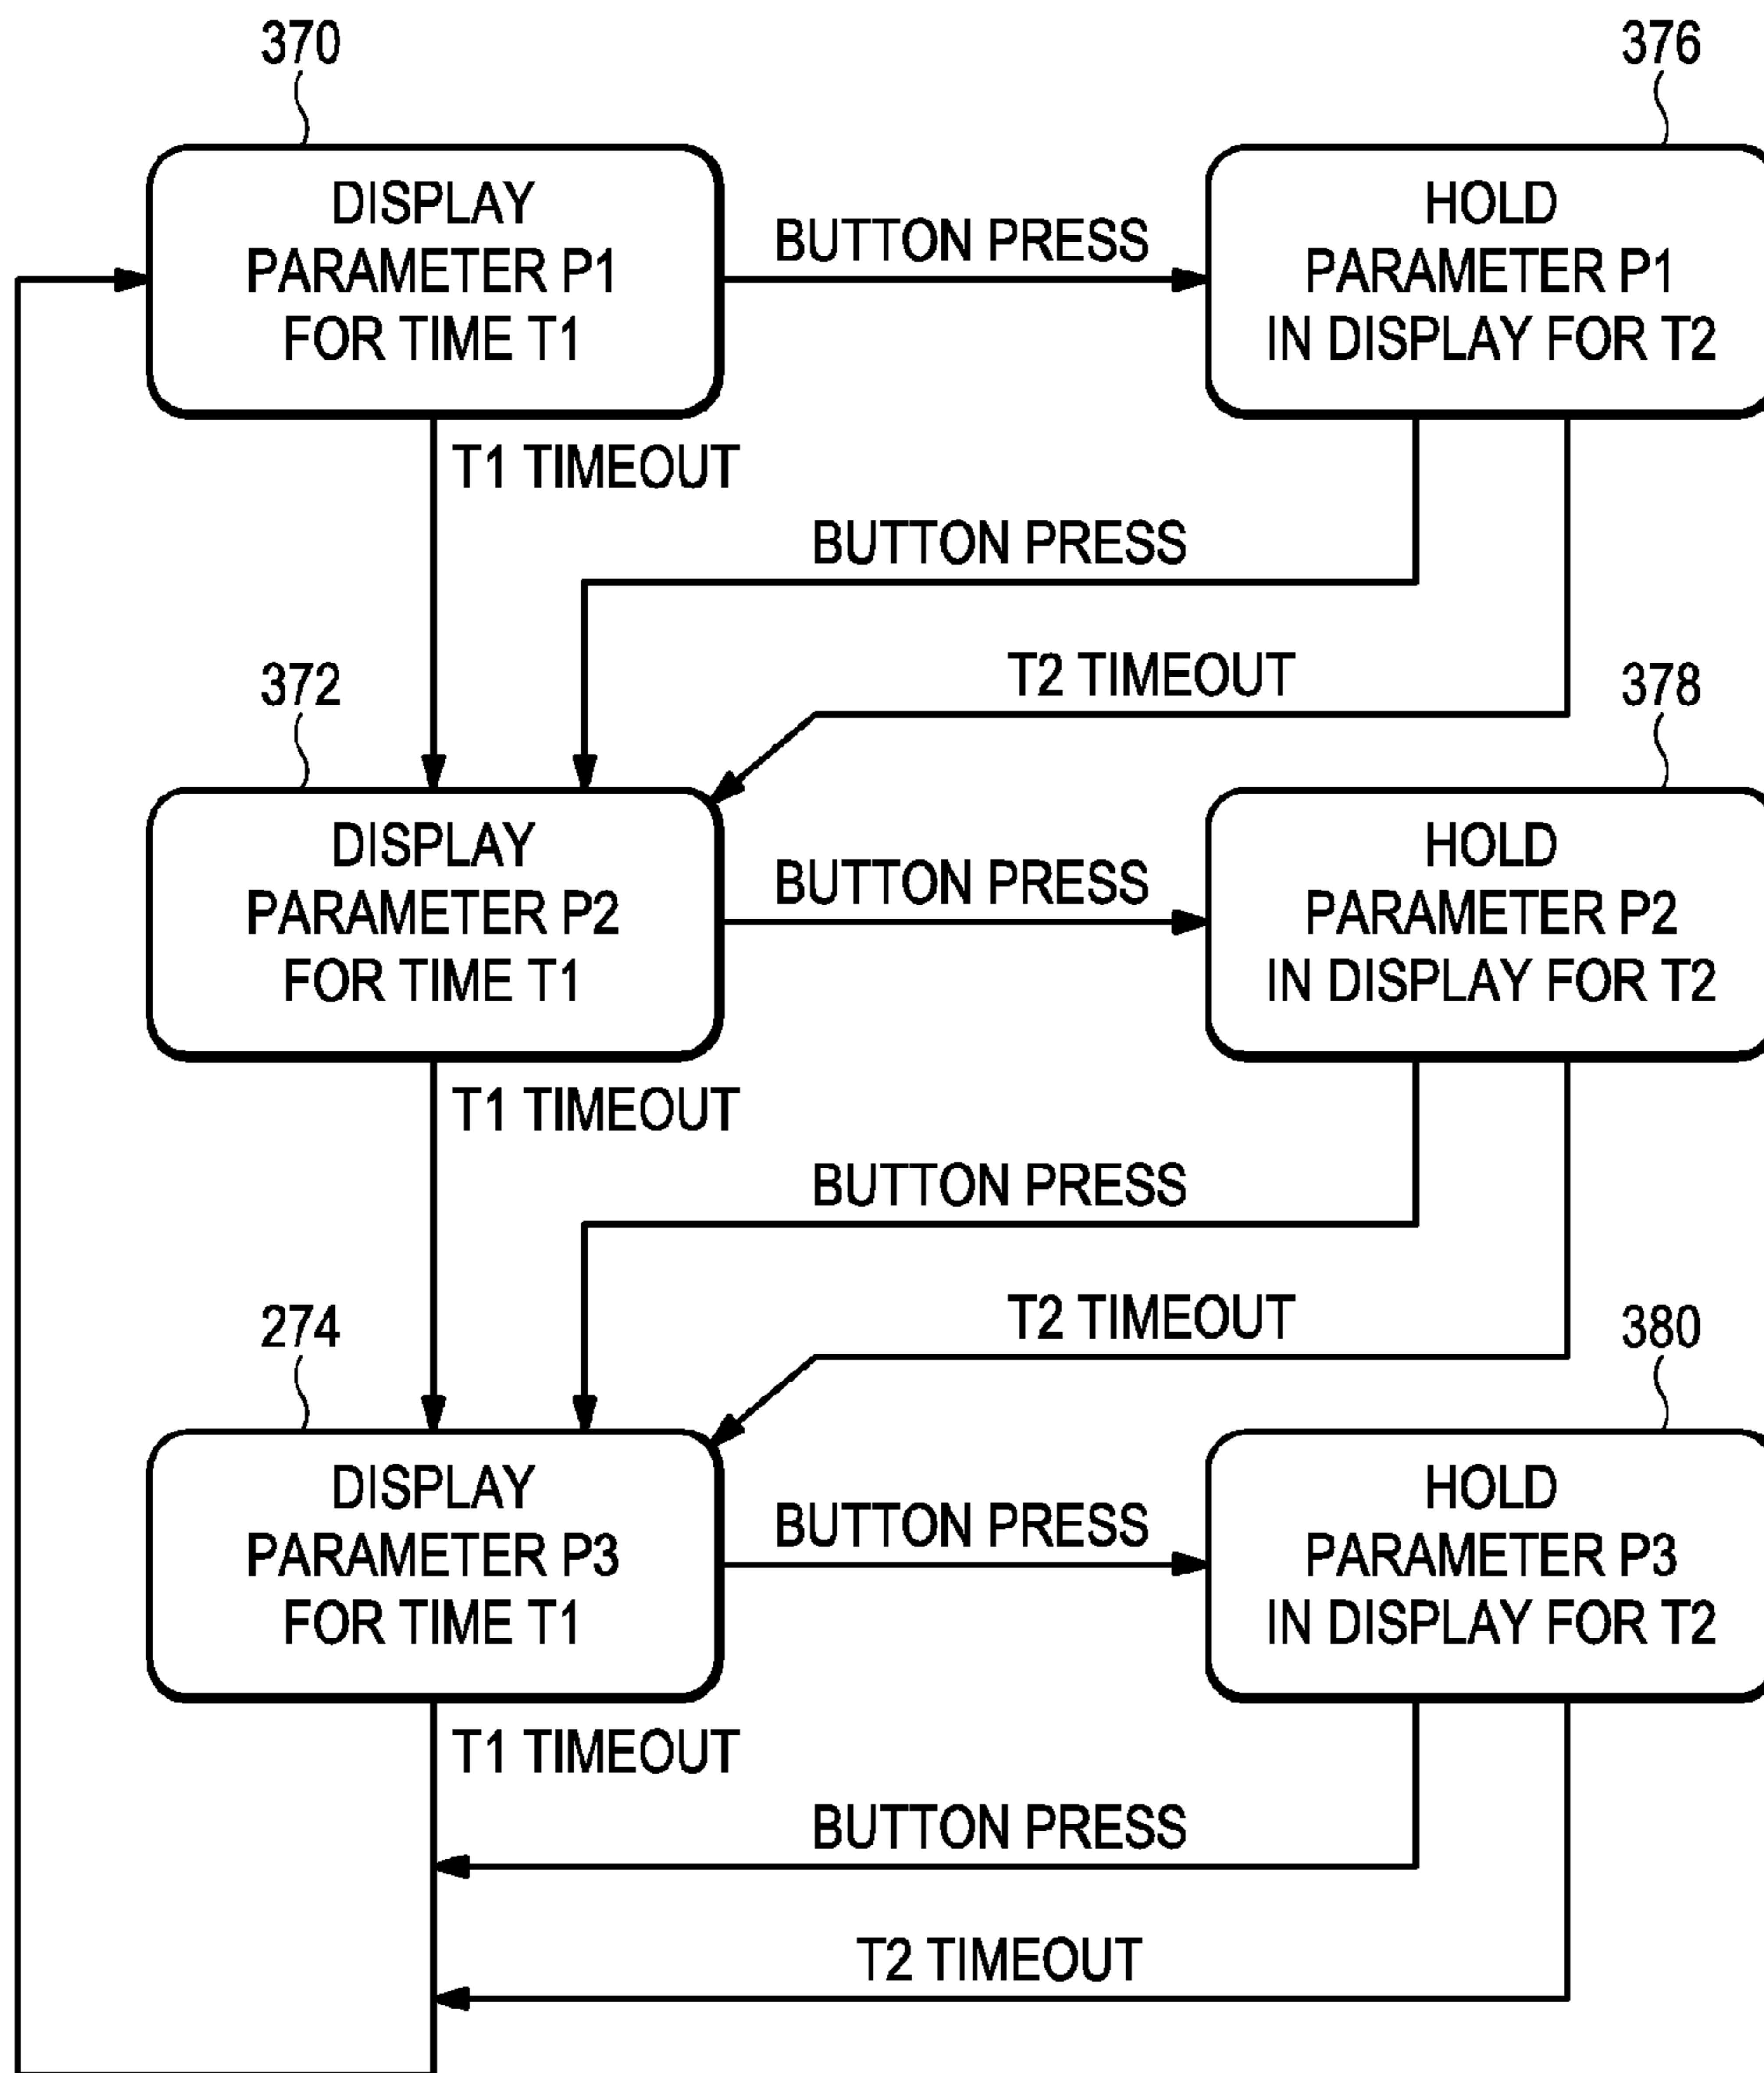 370
376
DISPLAY
PARAMETER P1
FOR TIME T1
BUTTON PRESS
HOLD
PARAMETER P1
IN DISPLAY FOR T2
T1 TIMEOUT
BUTTON PRESS
T2 TIMEOUT
372
378
DISPLAY
PARAMETER P2
FOR TIME T1
BUTTON PRESS
HOLD
PARAMETER P2
IN DISPLAY FOR T2
T1 TIMEOUT
BUTTON PRESS
T2 TIMEOUT
274
380
DISPLAY
PARAMETER P3
FOR TIME T1
BUTTON PRESS
HOLD
PARAMETER P3
IN DISPLAY FOR T2
T1 TIMEOUT
BUTTON PRESS
T2 TIMEOUT